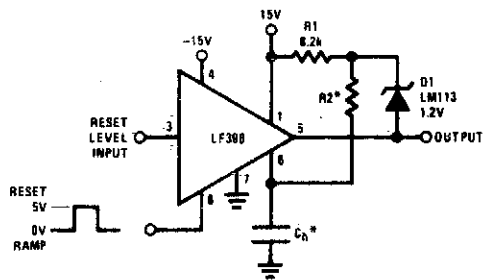 15V
R1
6.2k
-15V
4
R2*
D1
LM113
1.2V
1
RESET
LEVEL
INPUT
3
LF398
5
OUTPUT
6
7
8
RESET
5V
0V
RAMP
Ch*